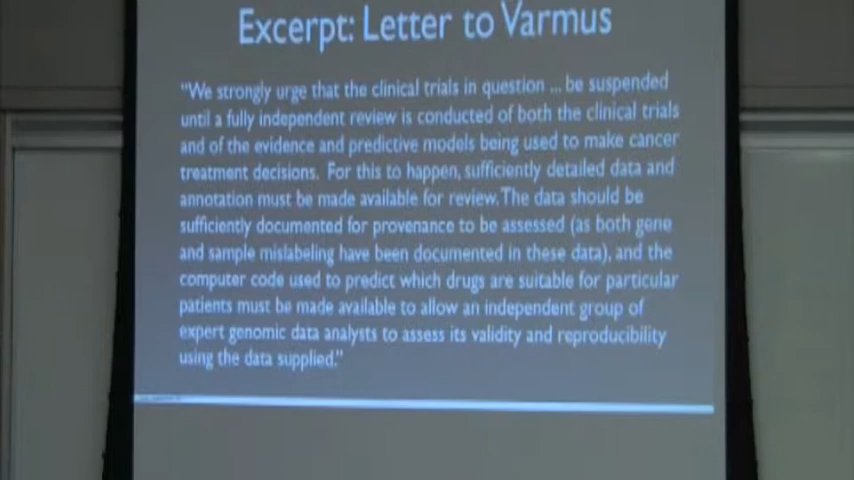 Excerpt: Letter to Varmus
"We strongly urge that the clinical trials in question ... be suspended
until a fully independent review is conducted of both the clinical trials
and of the evidence and predictive models being used to make cancer
treatment decisions. For this to happen, sufficiently detailed data and
annotation must be made available for review. The data should be
sufficiently documented for provenance to be assessed (as both gene
and sample mislabeling have been documented in these data), and the
computer code used to predict which drugs are suitable for particular
patients must be made available to allow an independent group of
expert genomic data analysts to assess its validity and reproducibility
using the data supplied."